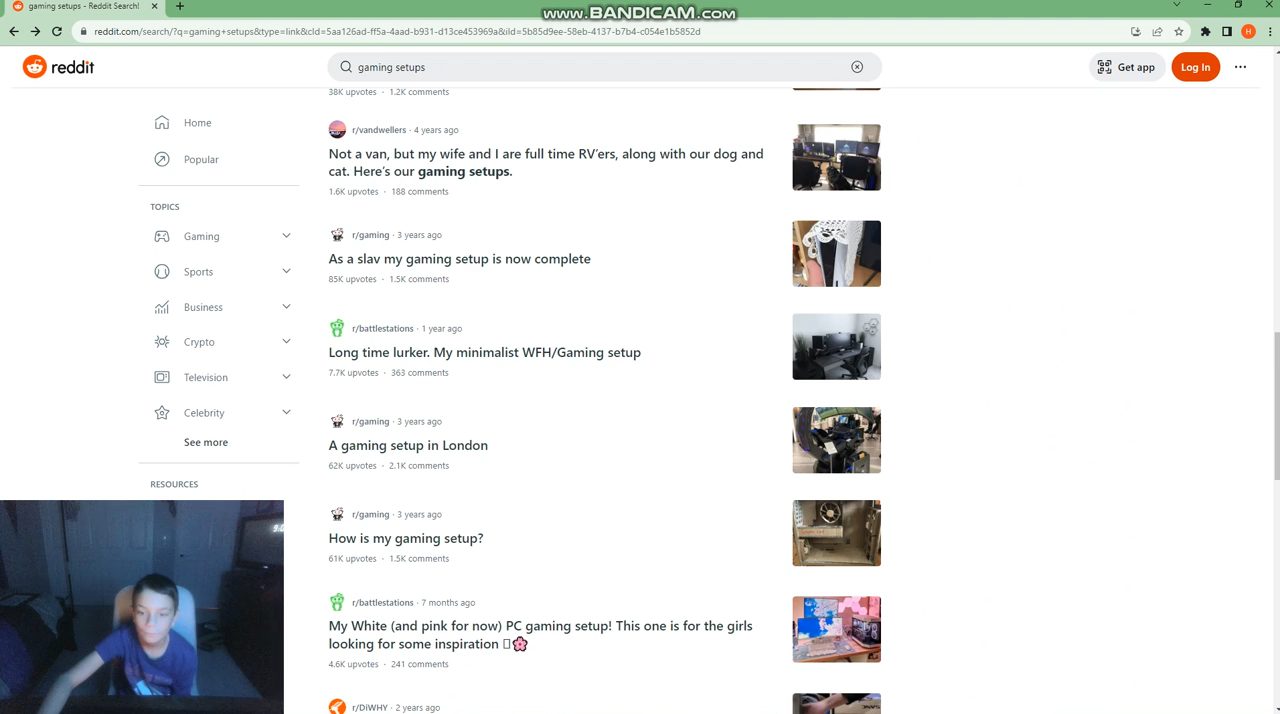 gaming setups - Reddit Search!
www.BANDICAM.com
reddit.com/search/?q=gaming+setups&type=link&cId=5aa126ad-ff5a-4aad-b931-d13ce453969a&iId=5b85d9ee-58eb-4137-b7b4-c054e1b5852d
H
reddit
gaming setups
Get app
Log In
38K upvotes · 1.2K comments
Home
Popular
TOPICS
Gaming
Sports
Business
Crypto
Television
Celebrity
See more
RESOURCES
r/vandwellers · 4 years ago
Not a van, but my wife and I are full time RV'ers, along with our dog and
cat. Here's our gaming setups.
1.6K upvotes · 188 comments
r/gaming · 3 years ago
As a slav my gaming setup is now complete
85K upvotes · 1.5K comments
r/battlestations · 1 year ago
Long time lurker. My minimalist WFH/Gaming setup
7.7K upvotes · 363 comments
r/gaming · 3 years ago
A gaming setup in London
62K upvotes · 2.1K comments
r/gaming · 3 years ago
How is my gaming setup?
61K upvotes · 1.5K comments
r/battlestations · 7 months ago
My White (and pink for now) PC gaming setup! This one is for the girls
looking for some inspiration 🌸
4.6K upvotes · 241 comments
r/DiWHY · 2 years ago